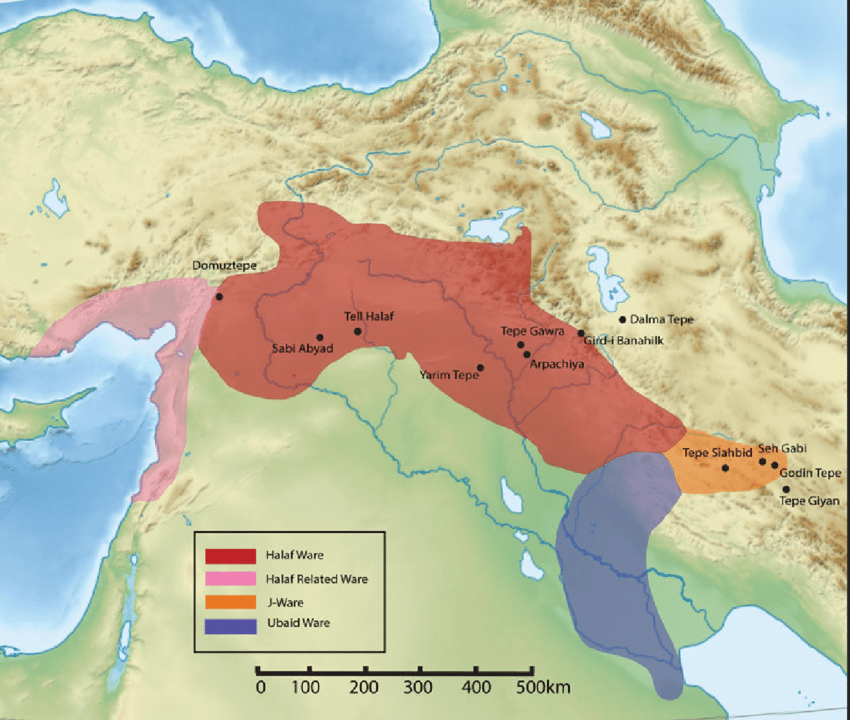 Domuztepe
Tell Halaf
Sabi Abyad
Dalma Tepe
Tepe Gawra
Gird-i Banahilk
Arpachiya
Yarim Tepe
Tepe Siahbid
Seh Gabi
Godin Tepe
Tepe Giyan
Halaf Ware
Halaf Related Ware
J-Ware
Ubaid Ware
0 100 200 300 400 500km